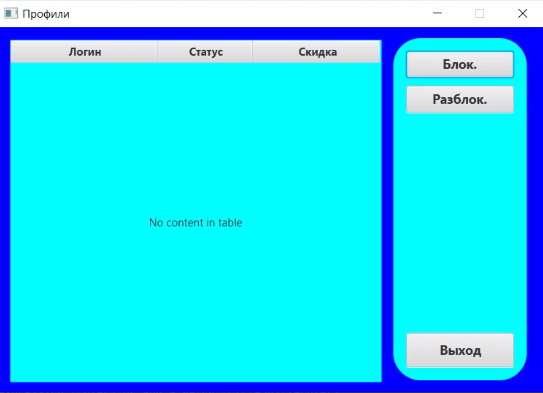 Профили
Логин Статус Скидка
Блок.
Разблок.
No content in table
Выход